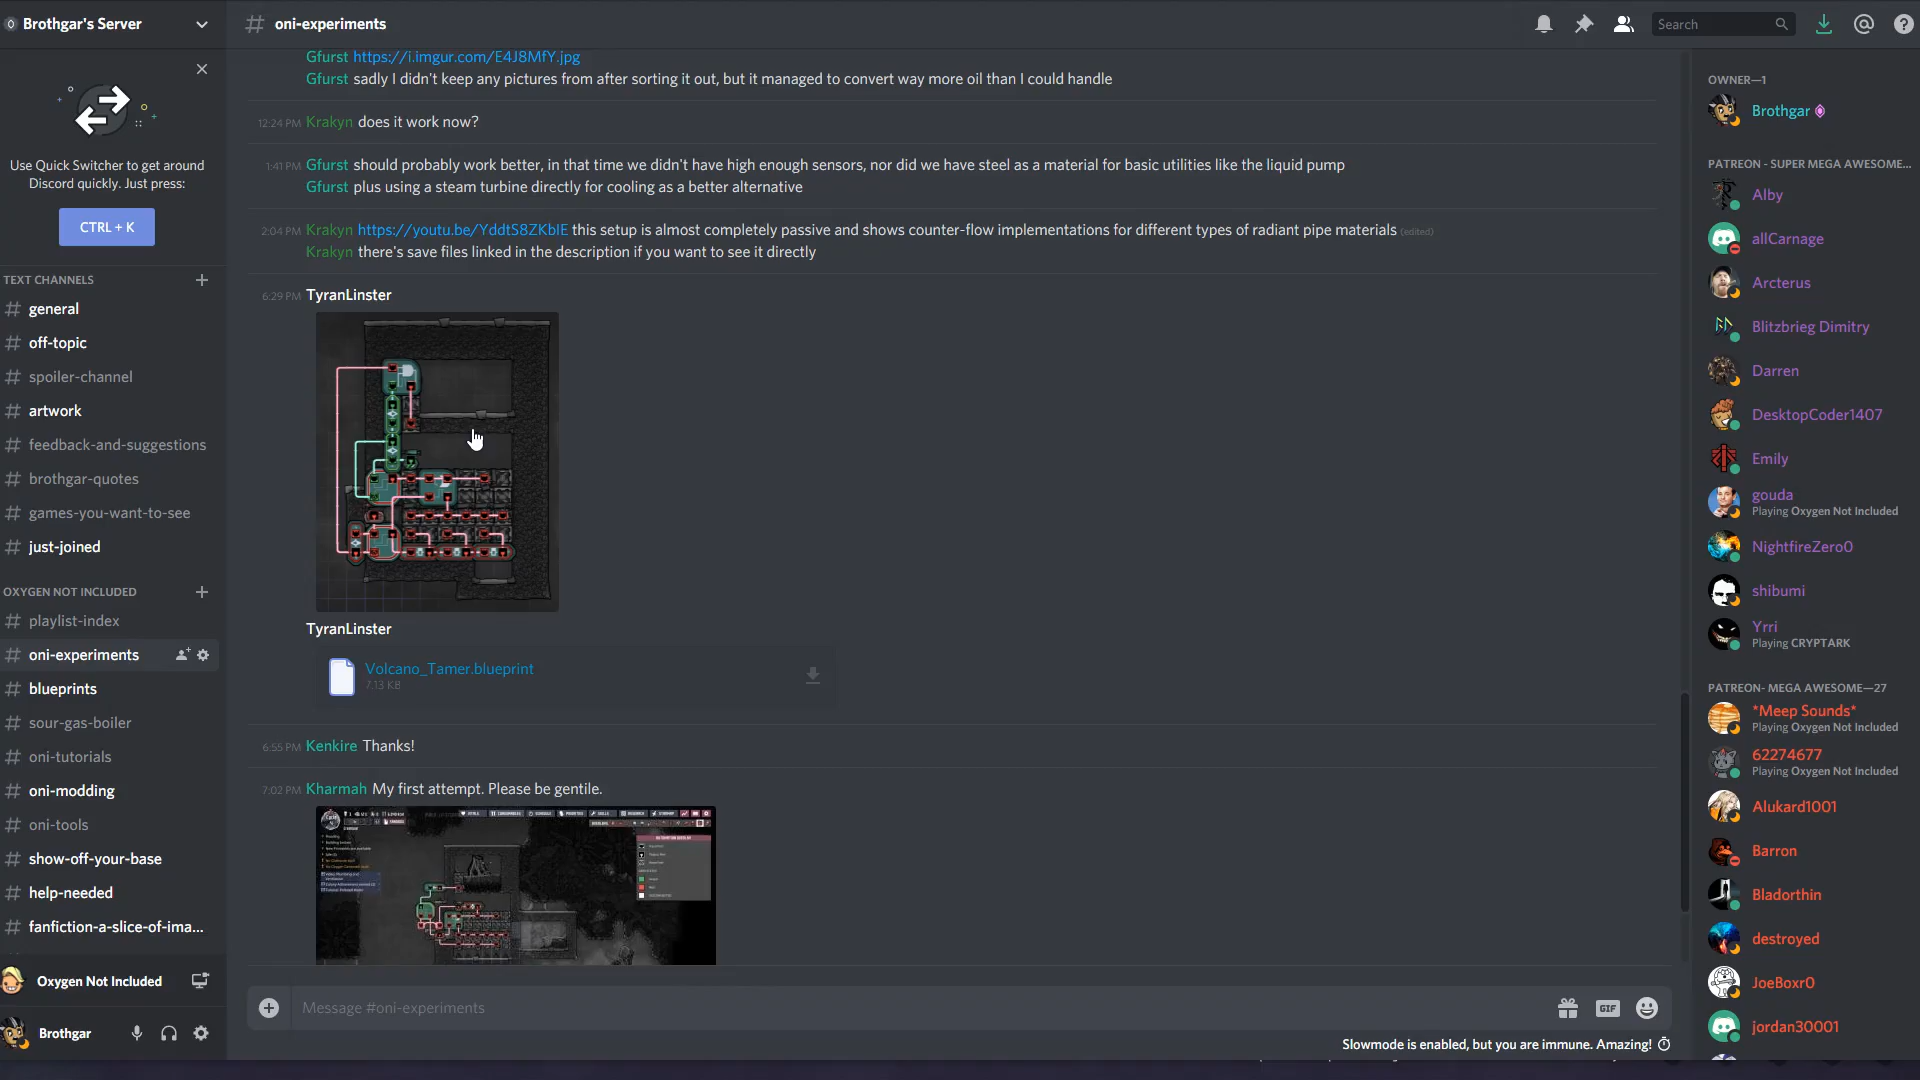 Brothgar's Server
oni-experiments
Search
Use Quick Switcher to get around
Discord quickly. Just press:
CTRL + K
TEXT CHANNELS
general
off-topic
spoiler-channel
artwork
feedback-and-suggestions
brothgar-quotes
games-you-want-to-see
just-joined
OXYGEN NOT INCLUDED
playlist-index
oni-experiments
blueprints
sour-gas-boiler
oni-tutorials
oni-modding
oni-tools
show-off-your-base
help-needed
fanfiction-a-slice-of-ima...
Oxygen Not Included
Brothgar
Gfurst https://i.imgur.com/E4J8MfY.jpg
Gfurst sadly I didn't keep any pictures from after sorting it out, but it managed to convert way more oil than I could handle
12:24 PM Krakyn does it work now?
1:41 PM Gfurst should probably work better, in that time we didn't have high enough sensors, nor did we have steel as a material for basic utilities like the liquid pump
Gfurst plus using a steam turbine directly for cooling as a better alternative
2:04 PM Krakyn https://youtu.be/YddtS8ZKbIE this setup is almost completely passive and shows counter-flow implementations for different types of radiant pipe materials (edited)
Krakyn there's save files linked in the description if you want to see it directly
6:29 PM TyranLinster
TyranLinster
Volcano_Tamer.blueprint
7.13 KB
6:55 PM Kenkire Thanks!
7:02 PM Kharmah My first attempt. Please be gentile.
Message #oni-experiments
GIF
Slowmode is enabled, but you are immune. Amazing!
OWNER—1
Brothgar
PATREON - SUPER MEGA AWESOME...
Alby
allCarnage
Arcterus
Blitzbrieg Dimitry
Darren
DesktopCoder1407
Emily
gouda
Playing Oxygen Not Included
NightfireZero0
shibumi
Yrri
Playing CRYPTARK
PATREON- MEGA AWESOME—27
*Meep Sounds*
Playing Oxygen Not Included
62274677
Playing Oxygen Not Included
Alukard1001
Barron
Bladorthin
destroyed
JoeBoxr0
jordan30001